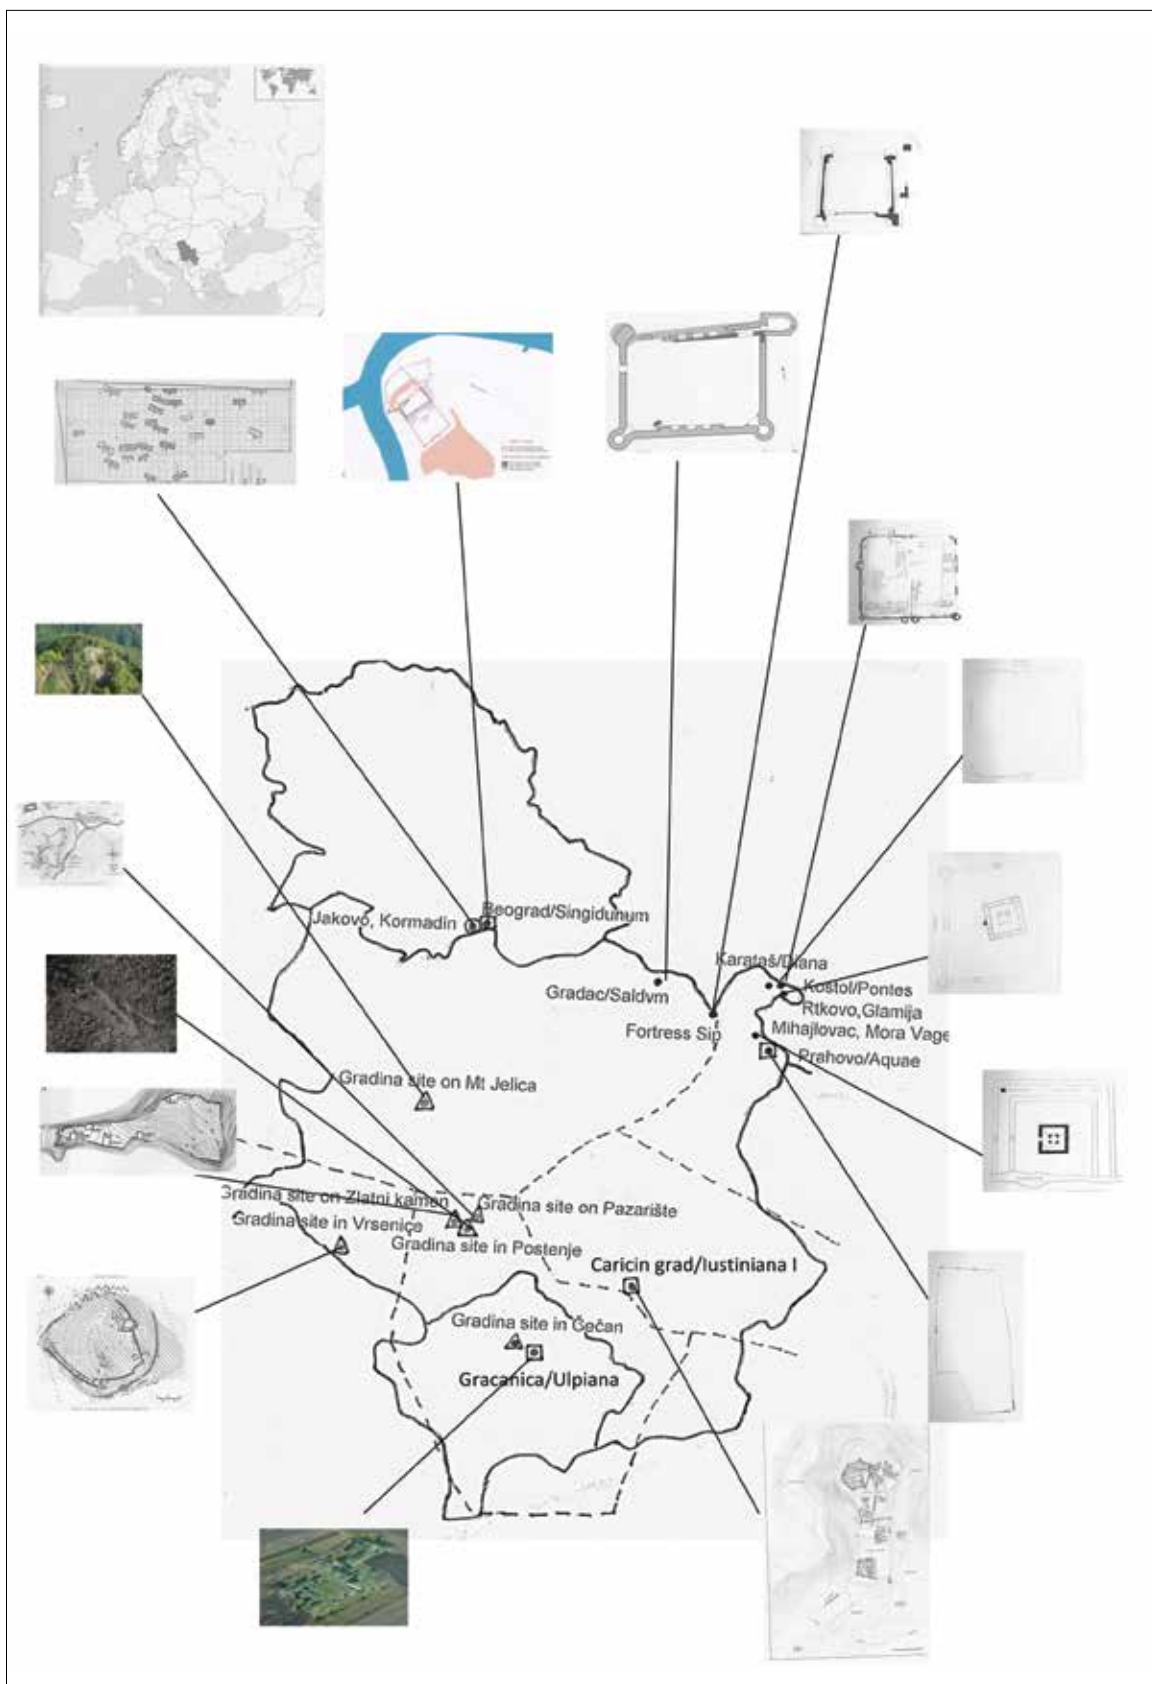 Jakovo, Kormadin
Beograd/Singidunum
Karataš/Diana
Gradac/Saldvm
Kostol/Pontes
Rtkovo,Glamija
Fortress Sip
Mihajlovac, Mora Vage
Prahovo/Aquae
Gradina site on Mt Jelica
Gradina site on Zlatni kamen
Gradina site on Pazarište
Gradina site in Vrsenice
Gradina site in Postenje
Caricin grad/Iustiniana I
Gradina site in Čečan
Gracanica/Ulpiana